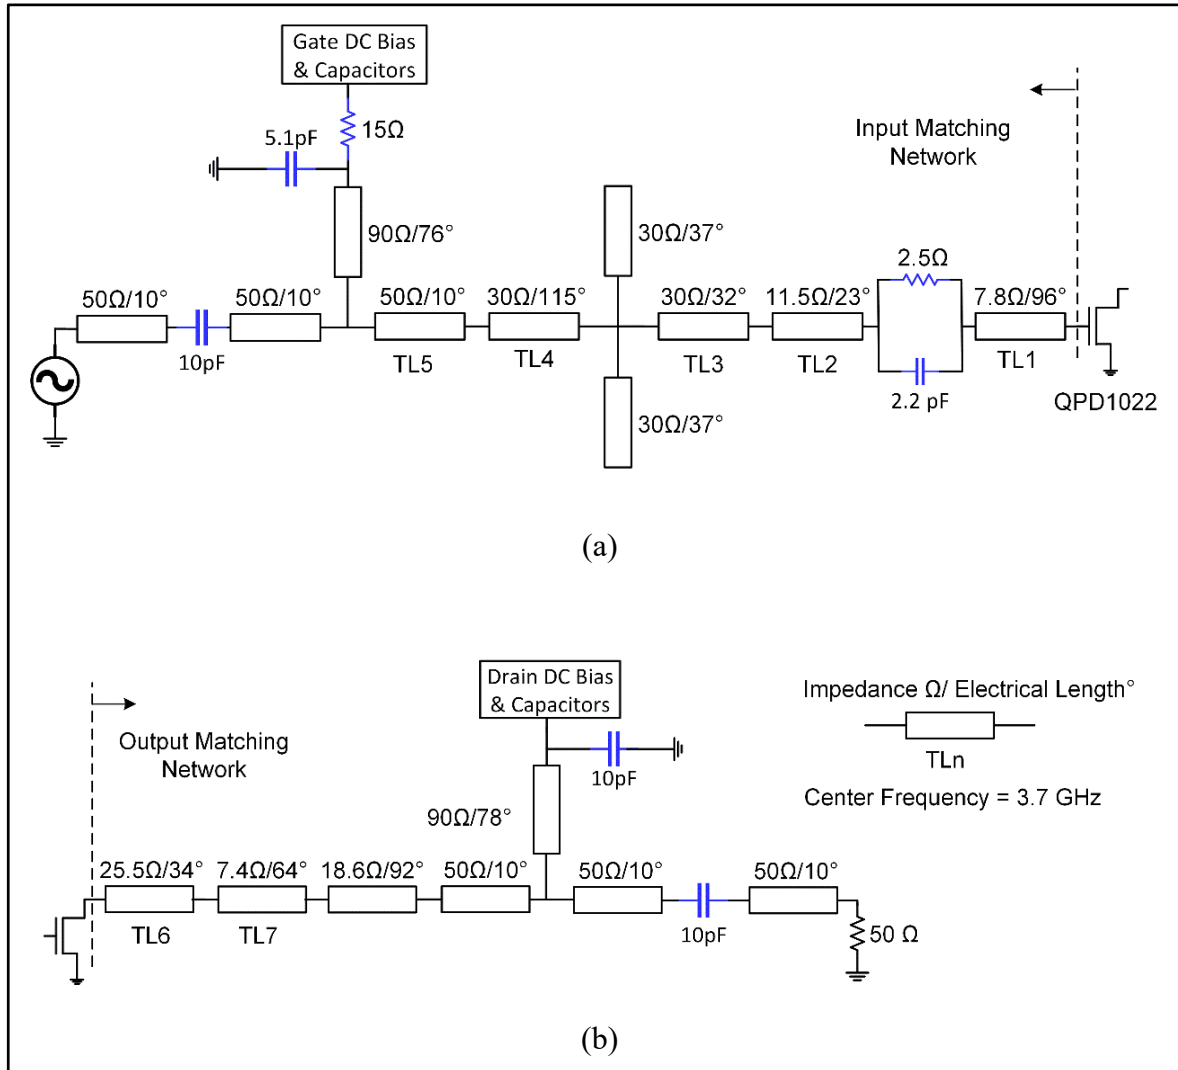 Gate DC Bias
& Capacitors
15Ω
5.1pF
90Ω/76°
50Ω/10°
10pF
50Ω/10°
50Ω/10°
TL5
30Ω/115°
TL4
30Ω/37°
30Ω/37°
30Ω/32°
TL3
11.5Ω/23°
TL2
2.5Ω
2.2 pF
7.8Ω/96°
TL1
Input Matching
Network
QPD1022
(a)
Output Matching
Network
Drain DC Bias
& Capacitors
10pF
90Ω/78°
25.5Ω/34°
TL6
7.4Ω/64°
TL7
18.6Ω/92°
50Ω/10°
50Ω/10°
10pF
50Ω/10°
50 Ω
Impedance Ω/ Electrical Length°
TLn
Center Frequency = 3.7 GHz
(b)